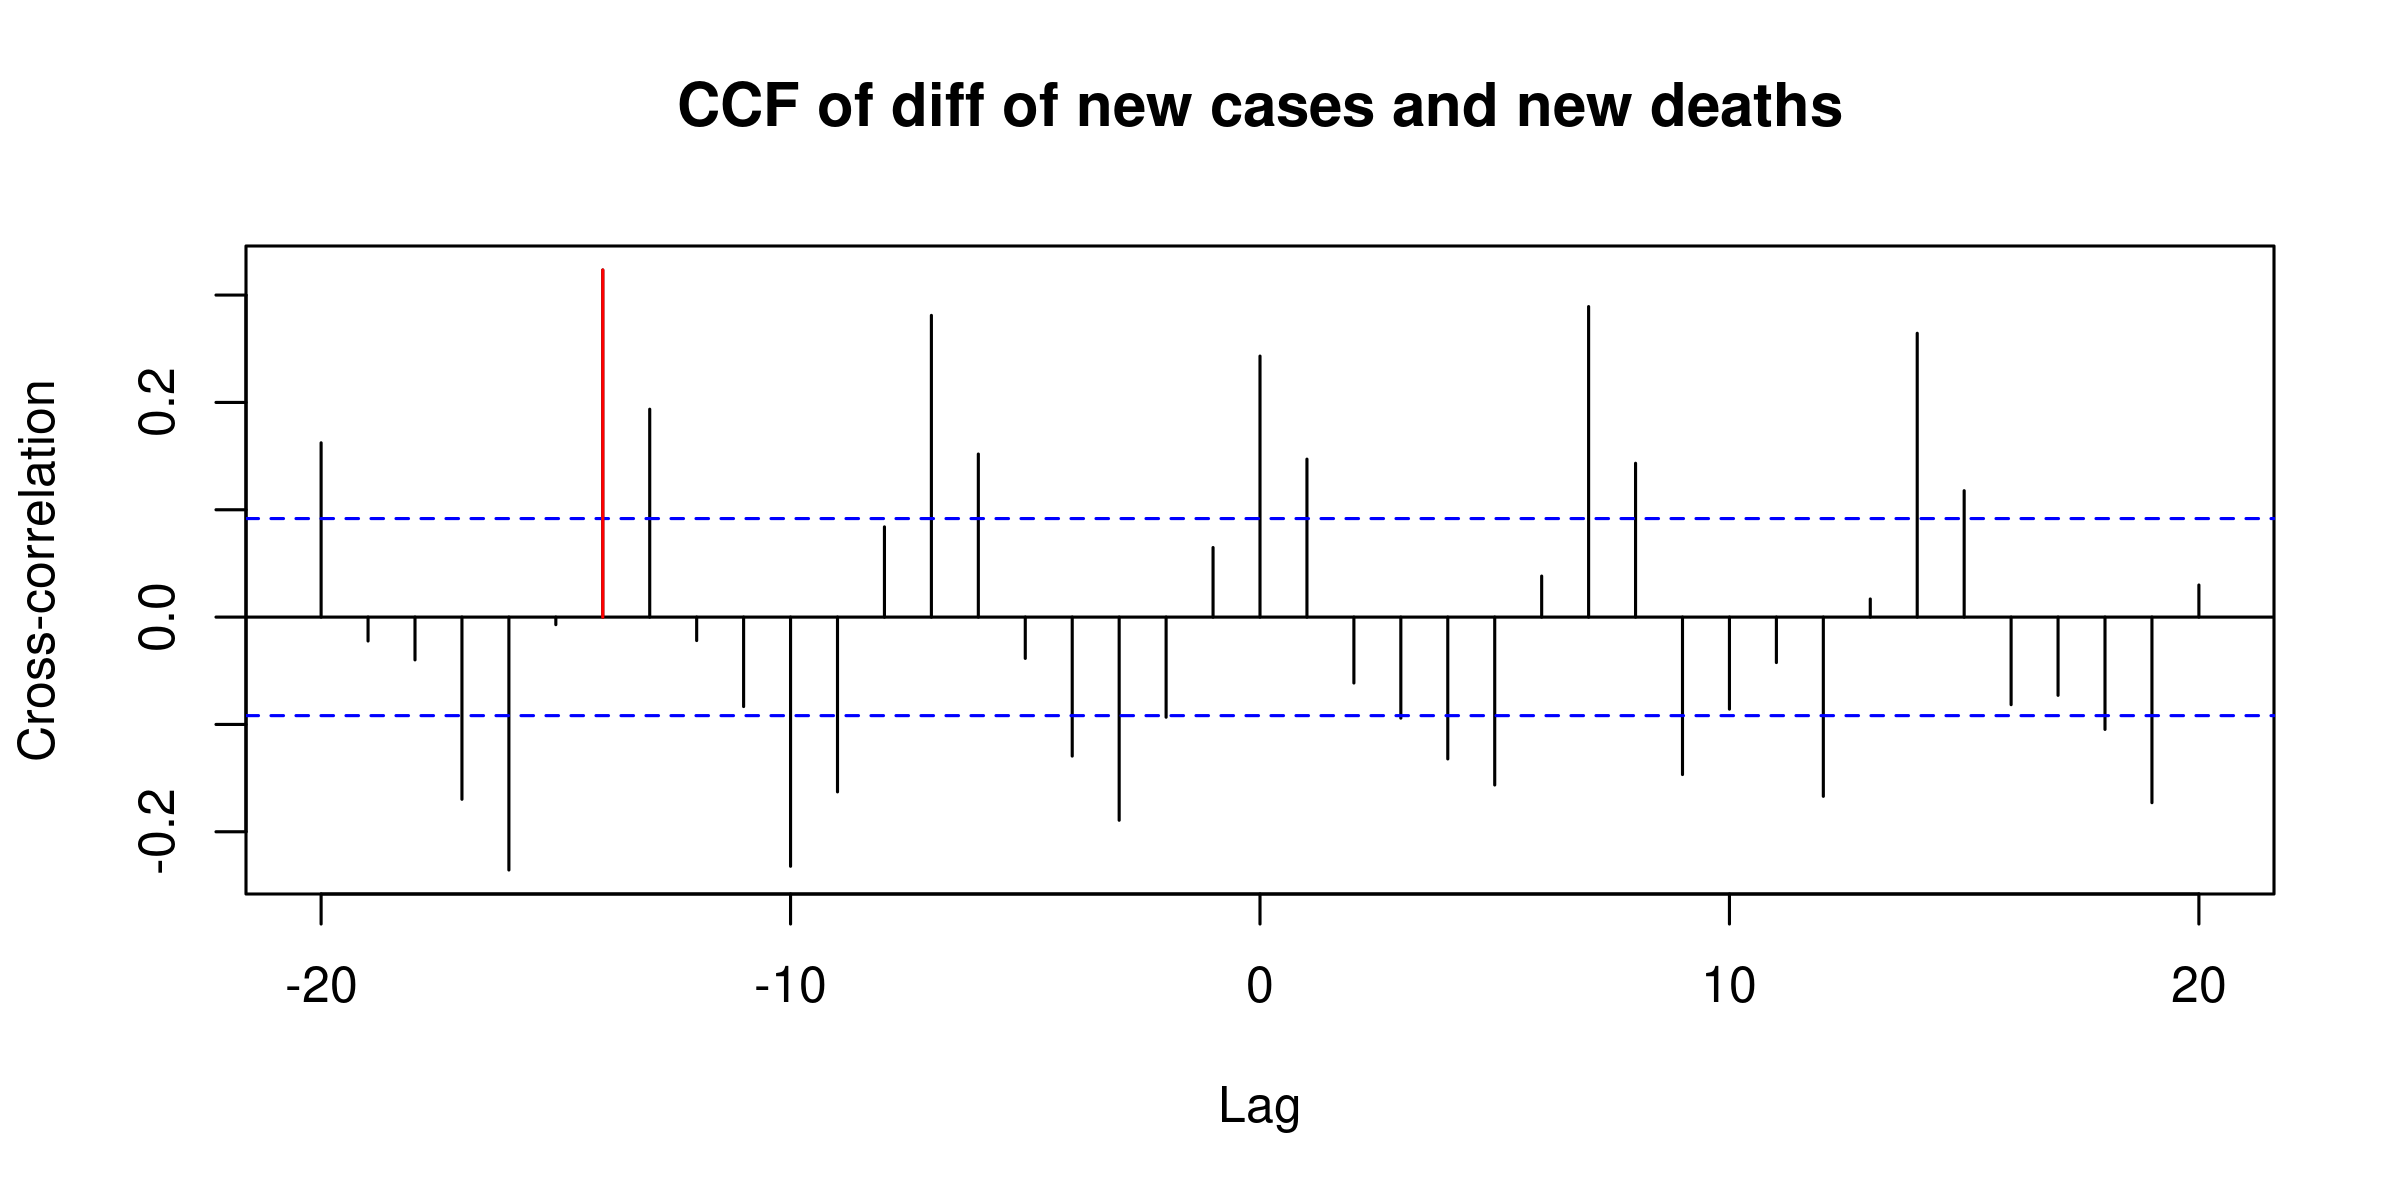 CCF of diff of new cases and new deaths
Cross-correlation
0.2
0.0
-0.2
-20 -10 0 10 20
Lag